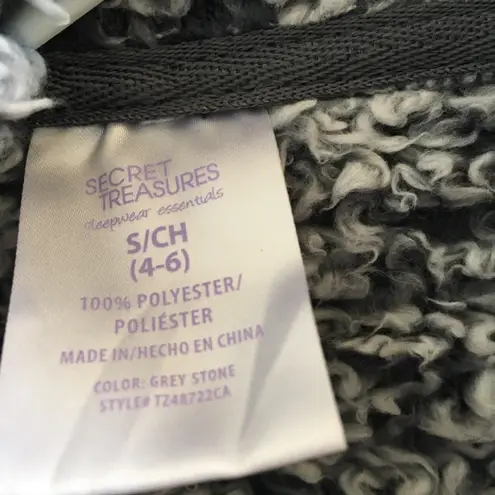 SECRET
TREASURES
sleepwear essentials
S/CH
(4-6)
100% POLYESTER/
POLIÉSTER
MADE IN/HECHO EN CHINA
COLOR: GREY STONE
STYLE# TZ48722CA